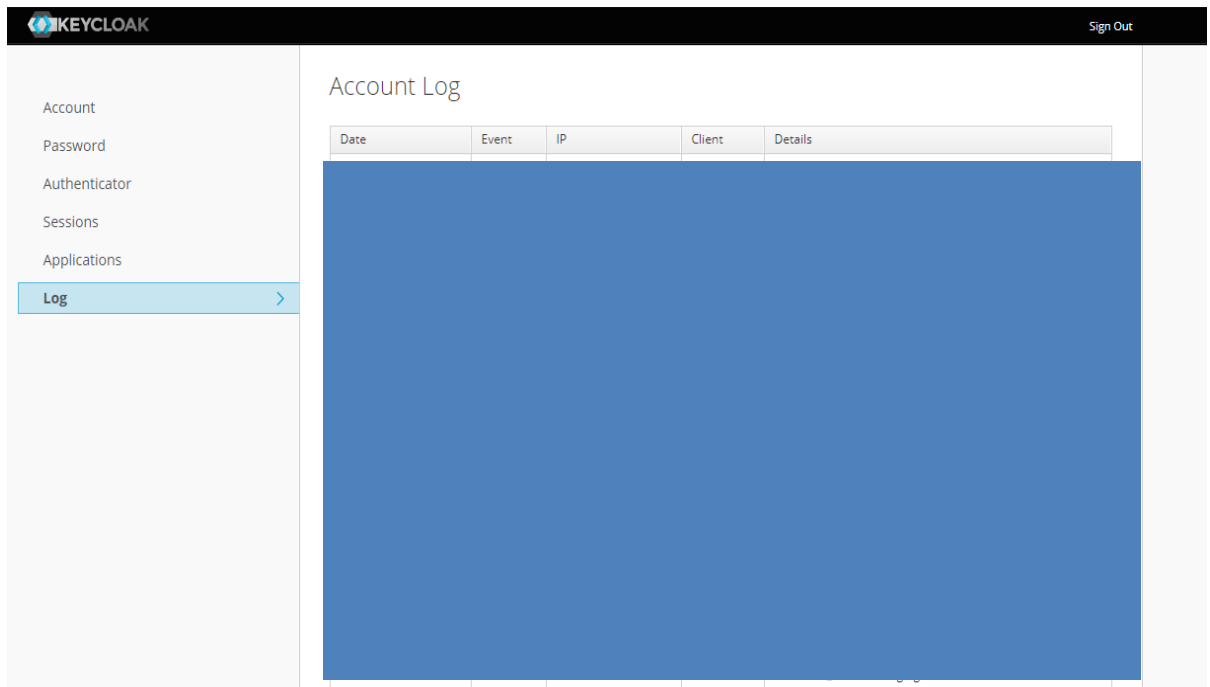 KEYCLOAK
Sign Out
Account
Password
Authenticator
Sessions
Applications
Log
Account Log
Date Event IP Client Details